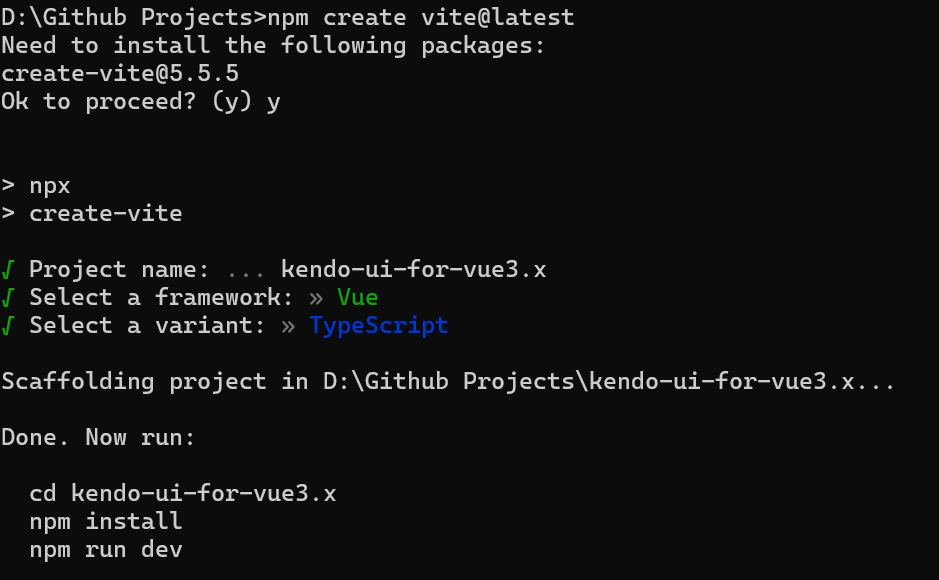 D:\Github Projects>npm create vite@latest
Need to install the following packages:
create-vite@5.5.5
Ok to proceed? (y) y
> npx
> create-vite
√ Project name: ... kendo-ui-for-vue3.x
√ Select a framework: » Vue
√ Select a variant: » TypeScript
Scaffolding project in D:\Github Projects\kendo-ui-for-vue3.x...
Done. Now run:
cd kendo-ui-for-vue3.x
npm install
npm run dev